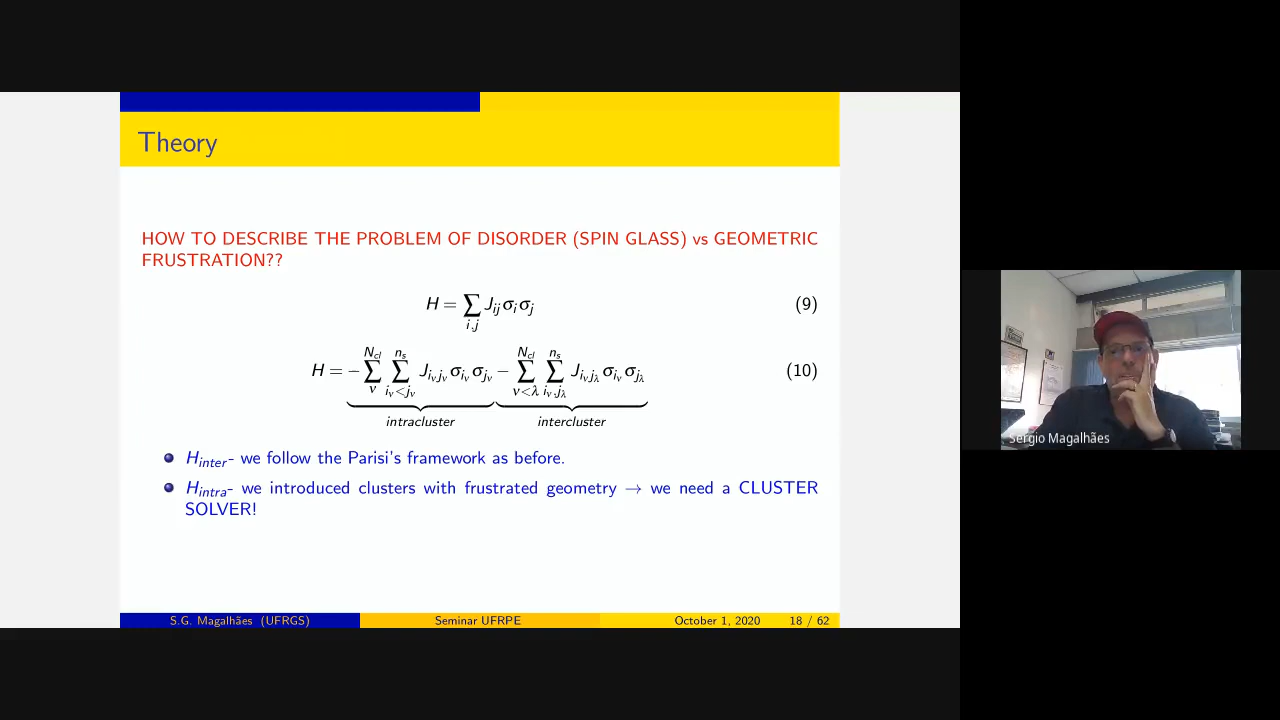 Theory
HOW TO DESCRIBE THE PROBLEM OF DISORDER (SPIN GLASS) vs GEOMETRIC
FRUSTRATION??
H = ∑_{i,j} J_{ij} σ_i σ_j (9)
H = − ∑_{ν}^{N_{cl}} ∑_{i_ν<j_ν}^{n_s} J_{i_ν j_ν} σ_{i_ν} σ_{j_ν} − ∑_{ν<λ}^{N_{cl}} ∑_{i_ν,j_λ}^{n_s} J_{i_ν j_λ} σ_{i_ν} σ_{j_λ} (10)
intracluster intercluster
H_{inter}- we follow the Parisi's framework as before.
H_{intra}- we introduced clusters with frustrated geometry → we need a CLUSTER
SOLVER!
S.G. Magalhães (UFRGS) Seminar UFRPE October 1, 2020 18 / 62
Sérgio Magalhães